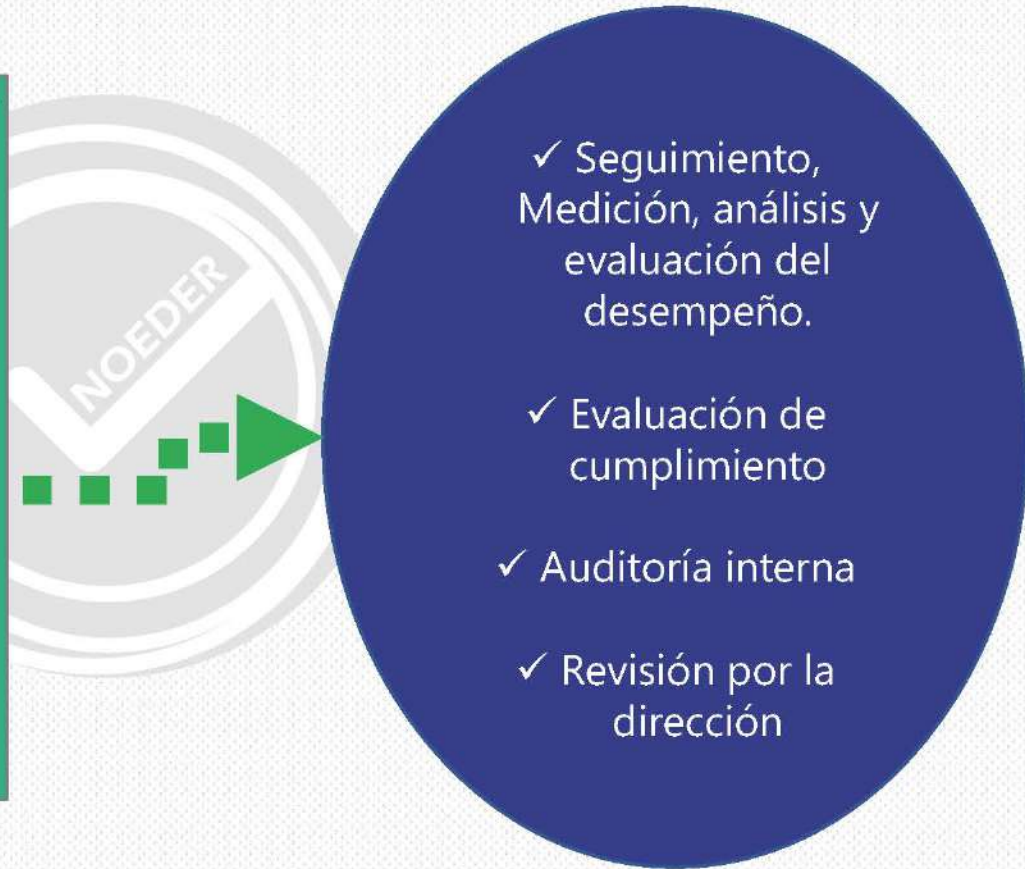 NOEDER
✓ Seguimiento,
Medición, análisis y
evaluación del
desempeño.
✓ Evaluación de
cumplimiento
✓ Auditoría interna
✓ Revisión por la
dirección